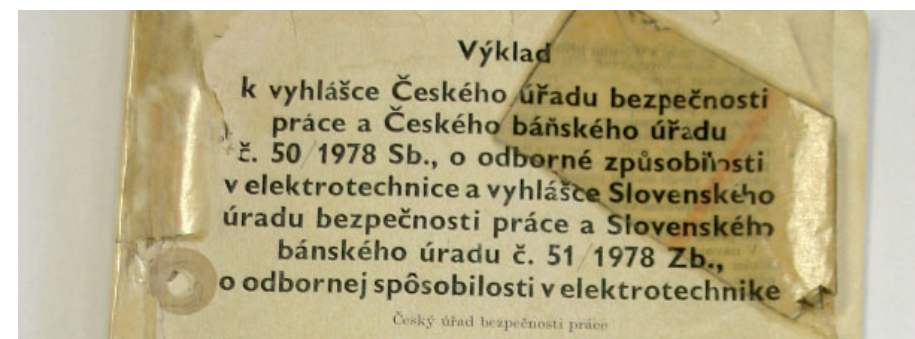 Výklad
k vyhlášce Českého úřadu bezpečnosti
práce a Českého báňského úřadu
č. 50/1978 Sb., o odborné způsobilosti
v elektrotechnice a vyhlášce Slovenského
úradu bezpečnosti práce a Slovenského
bánského úradu č. 51/1978 Zb.,
o odbornej spôsobilosti v elektrotechnike
Český úřad bezpečnosti práce